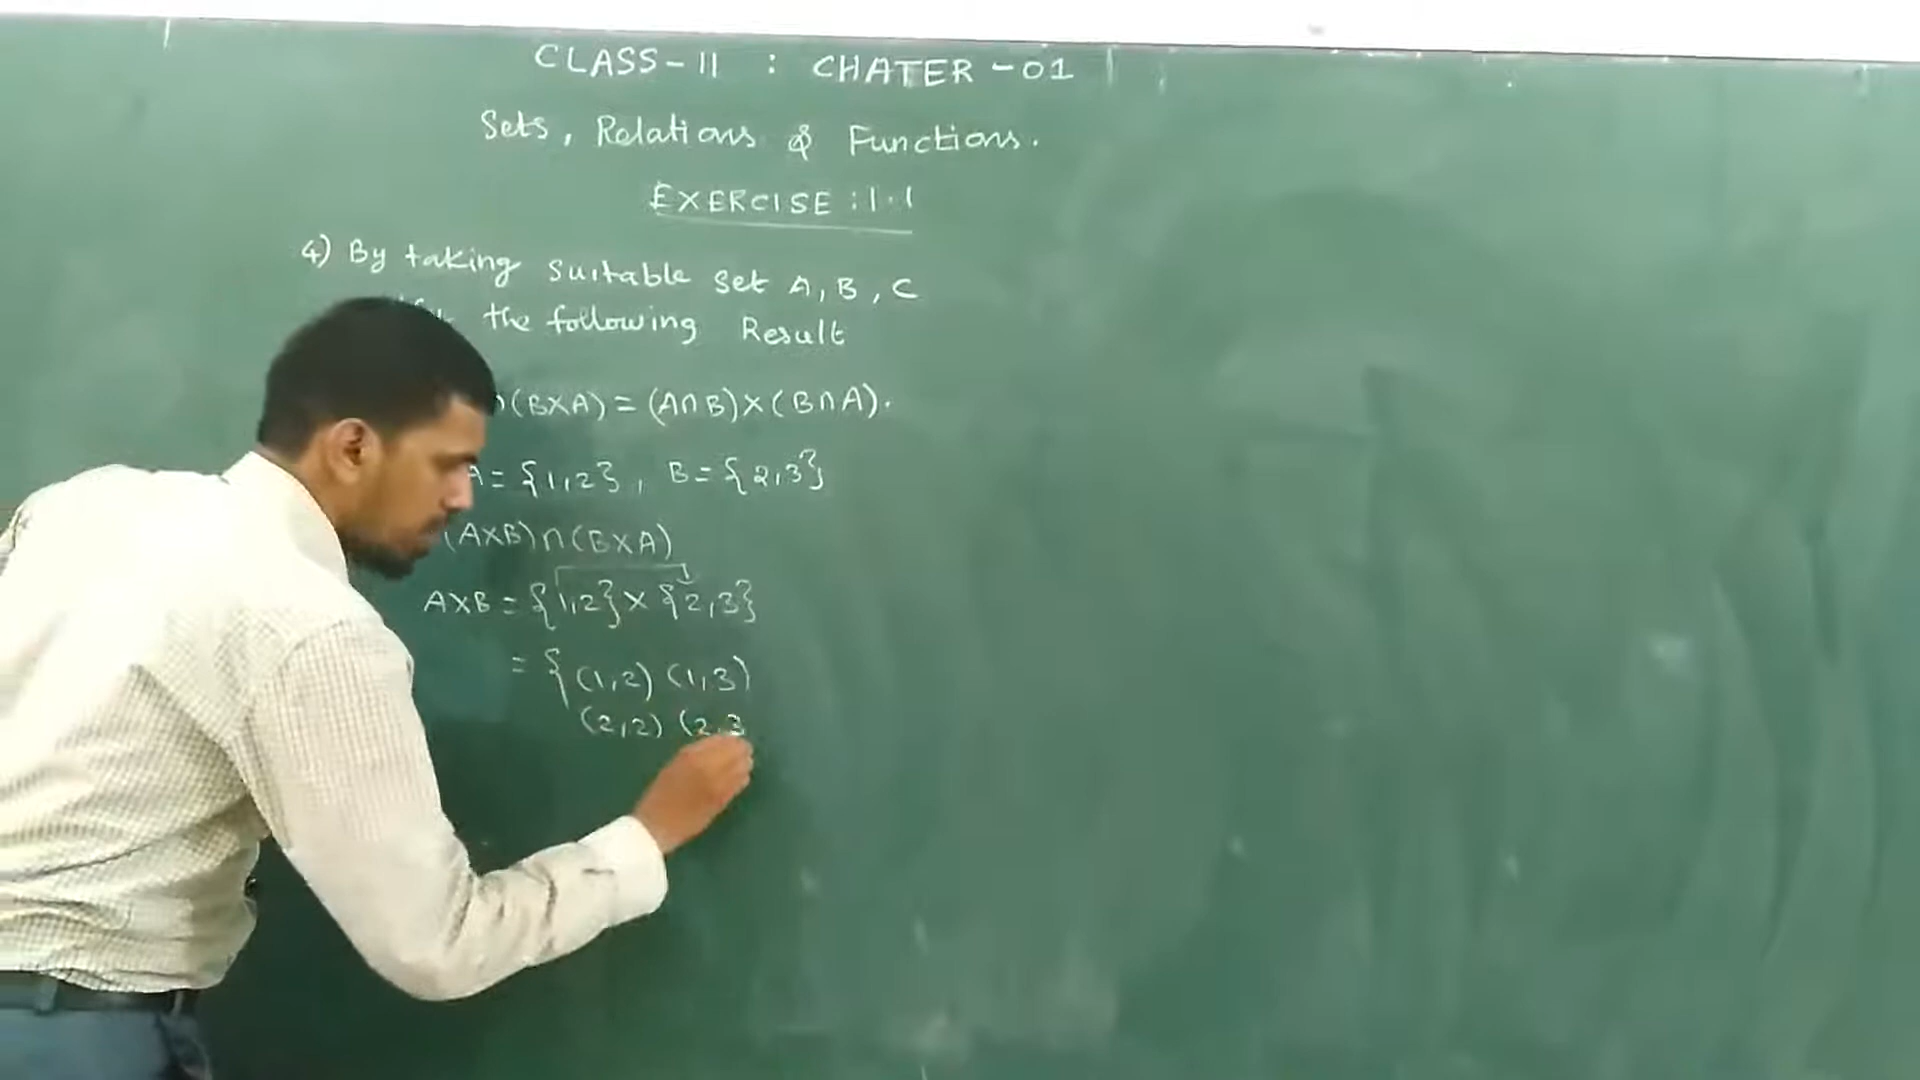 CLASS-11 : CHATER-01
Sets, Relations & Functions.
EXERCISE : 1.1
4) By taking suitable set A, B, C
the following Result
(B×A) = (A∩B)×(B∩A).
A = {1,2}, B = {2,3}
(A×B)∩(B×A)
A×B = {1,2} × {2,3}
= { (1,2) (1,3)
(2,2) (2,3